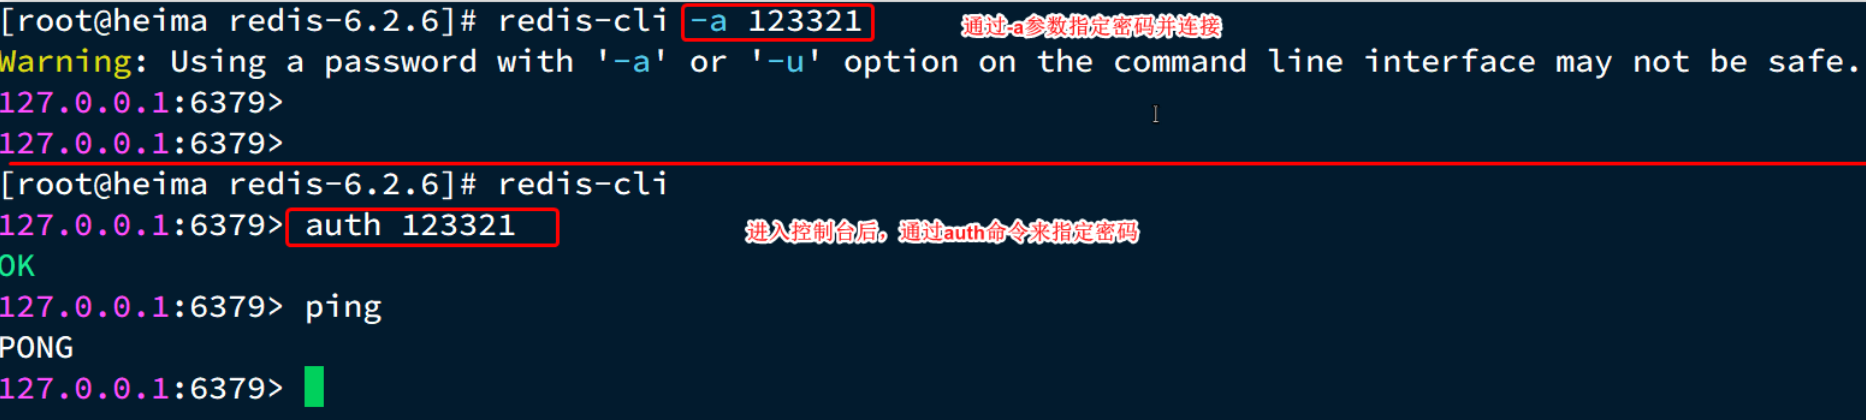 [root@heima redis-6.2.6]# redis-cli -a 123321 通过-a参数指定密码并连接
Warning: Using a password with '-a' or '-u' option on the command line interface may not be safe.
127.0.0.1:6379>
127.0.0.1:6379>
[root@heima redis-6.2.6]# redis-cli
127.0.0.1:6379> auth 123321 进入控制台后，通过auth命令来指定密码
OK
127.0.0.1:6379> ping
PONG
127.0.0.1:6379>